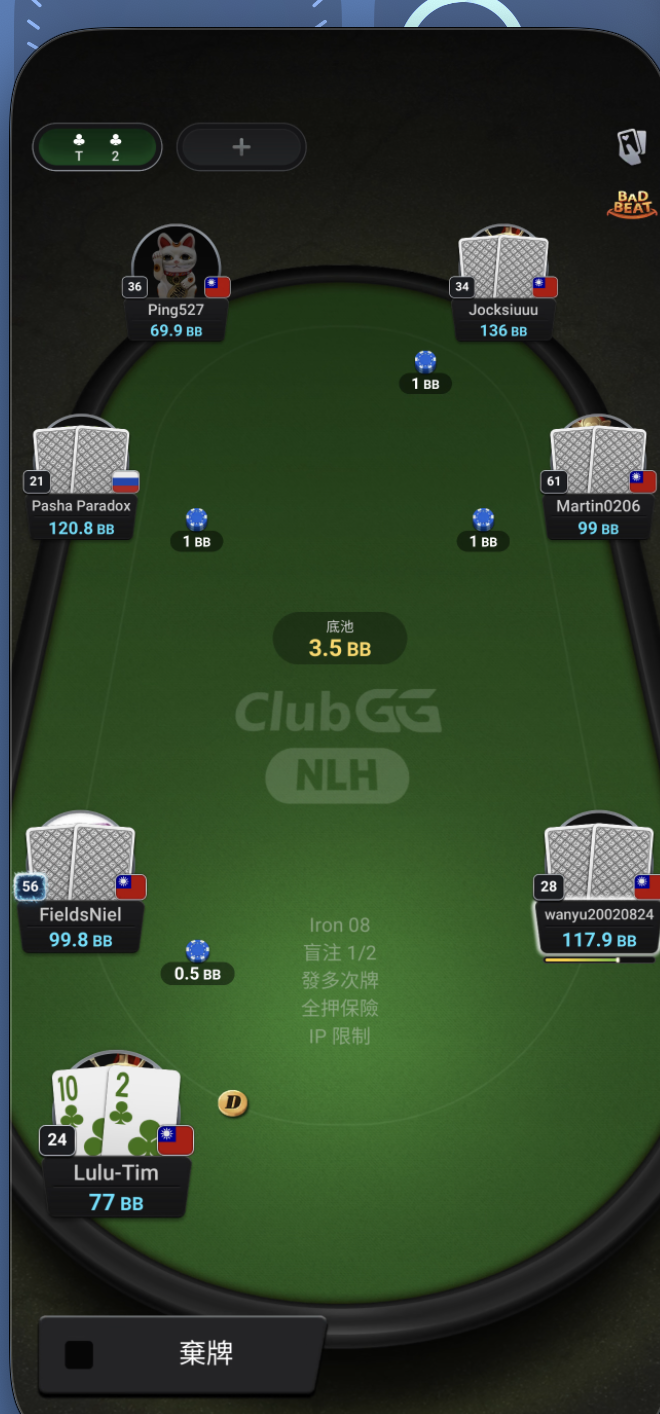 T 2
+
BAD
BEAT
36
Ping527
69.9 BB
34
Jocksiuuu
136 BB
1 BB
21
Pasha Paradox
120.8 BB
61
Martin0206
99 BB
1 BB
1 BB
底池
3.5 BB
ClubGG
NLH
56
FieldsNiel
99.8 BB
28
wanyu20020824
117.9 BB
0.5 BB
Iron 08
盲注 1/2
發多次牌
全押保險
IP 限制
10 2
D
24
Lulu-Tim
77 BB
棄牌